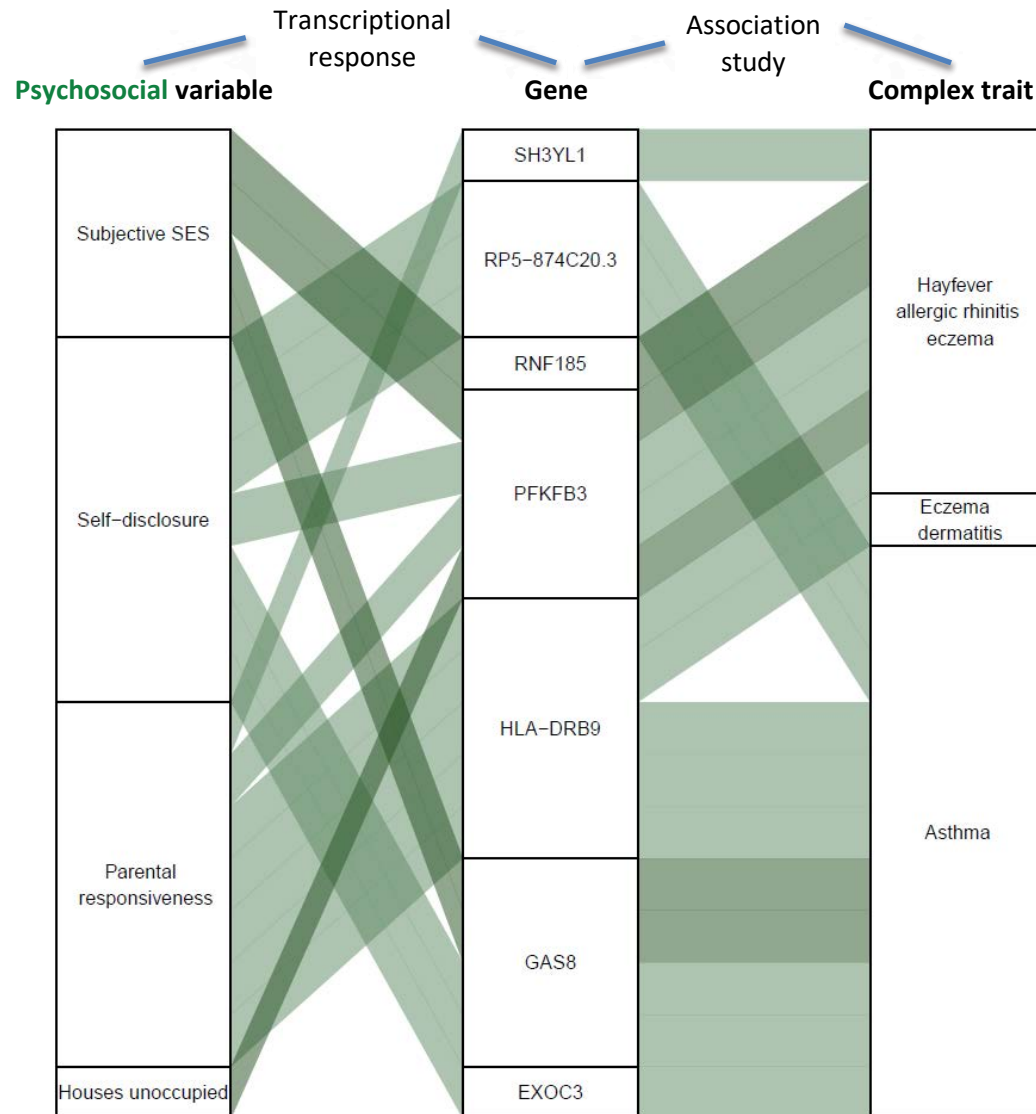 Transcriptional
response
Association
study
Psychosocial variable
Gene
Complex trait
Subjective SES
Self−disclosure
Parental
responsiveness
Houses unoccupied
SH3YL1
RP5−874C20.3
RNF185
PFKFB3
HLA−DRB9
GAS8
EXOC3
Hayfever
allergic rhinitis
eczema
Eczema
dermatitis
Asthma